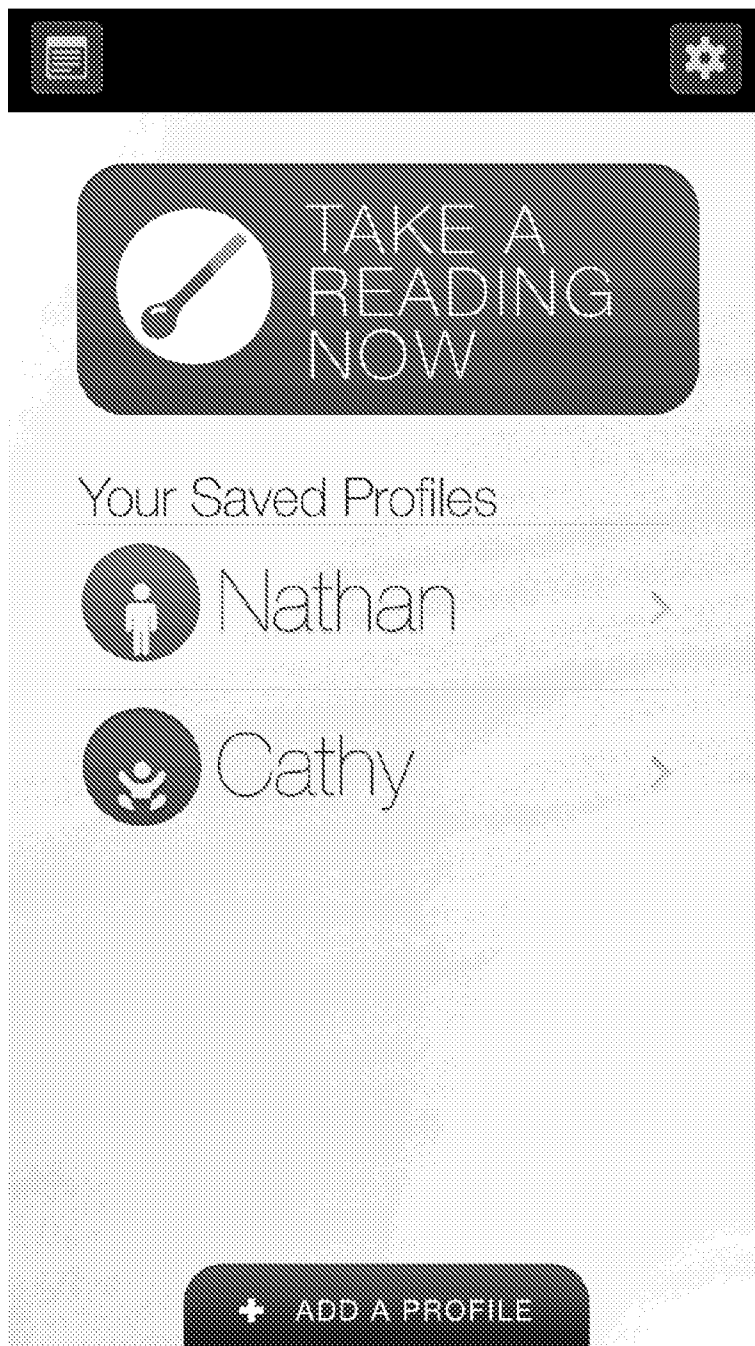 TAKE A
READING
NOW
Your Saved Profiles
Nathan
Cathy
ADD A PROFILE